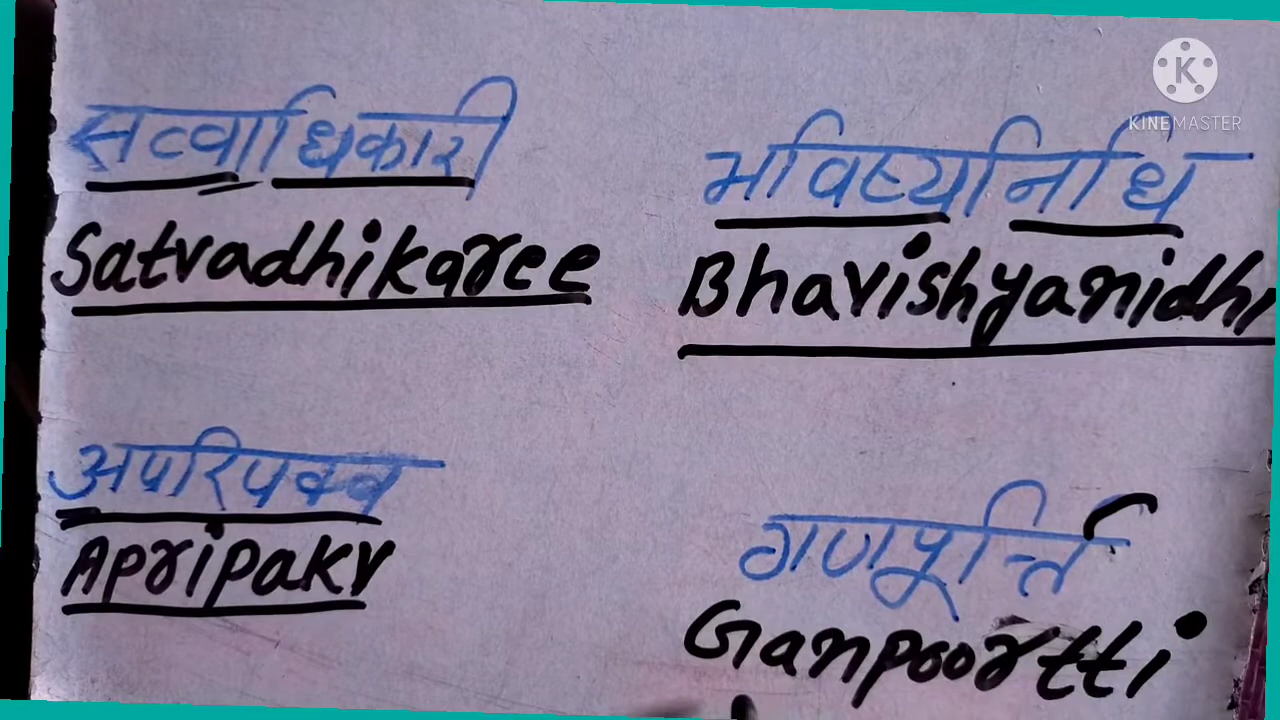 KINEMASTER
सत्वाधिकारी
Satvadhikaree
भविष्यनिधि
Bhavishyanidhi
अपरिपक्व
Apripakv
गणपूर्त्ति
Ganpoortti